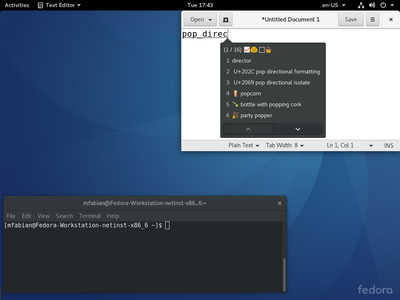 Activities Text Editor Tue 17:43 en-US
Open *Untitled Document 1 Save
pop_direc
(1 / 16)
1 director
2 U+202C pop directional formatting
3 U+2069 pop directional isolate
4 🍿 popcorn
5 🍾 bottle with popping cork
6 🎉 party popper
Plain Text Tab Width: 8 Ln 1, Col 1 INS
mfabian@Fedora-Workstation-netinst-x86_6:~
File Edit View Search Terminal Help
[mfabian@Fedora-Workstation-netinst-x86_6 ~]$
fedora